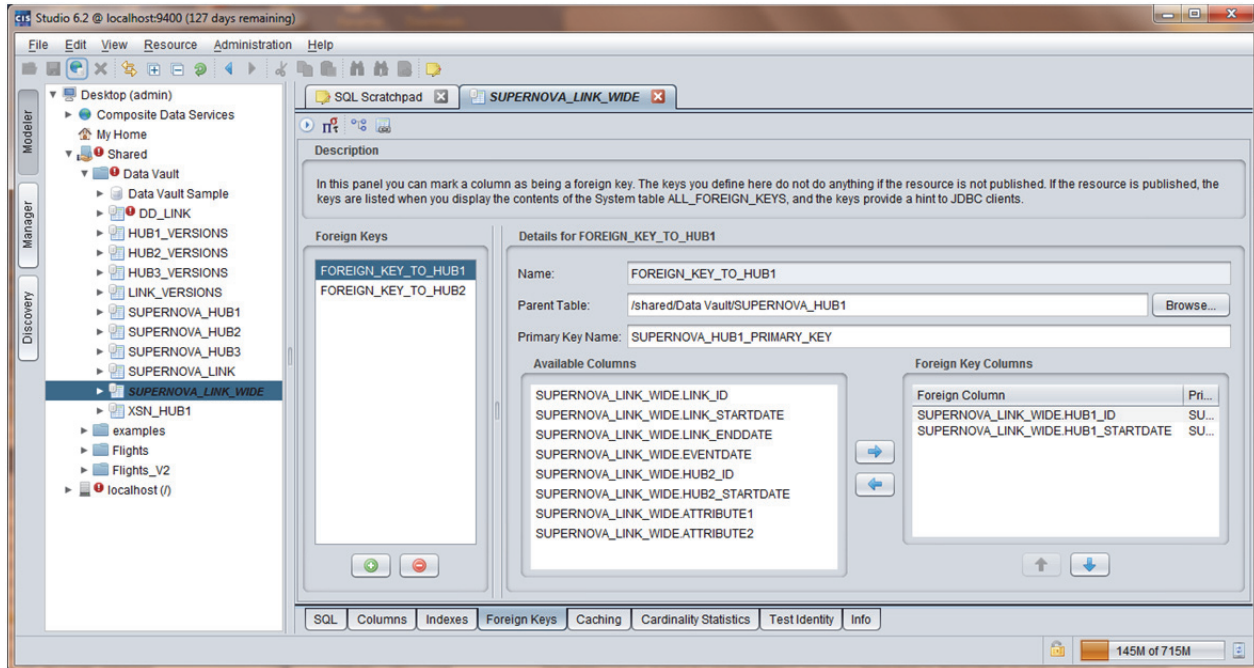 cis Studio 6.2 @ localhost:9400 (127 days remaining)
File Edit View Resource Administration Help
Modeler
Manager
Discovery
Desktop (admin)
Composite Data Services
My Home
Shared
Data Vault
Data Vault Sample
DD_LINK
HUB1_VERSIONS
HUB2_VERSIONS
HUB3_VERSIONS
LINK_VERSIONS
SUPERNOVA_HUB1
SUPERNOVA_HUB2
SUPERNOVA_HUB3
SUPERNOVA_LINK
SUPERNOVA_LINK_WIDE
XSN_HUB1
examples
Flights
Flights_V2
localhost (/)
SQL Scratchpad SUPERNOVA_LINK_WIDE
Description
In this panel you can mark a column as being a foreign key. The keys you define here do not do anything if the resource is not published. If the resource is published, the
keys are listed when you display the contents of the System table ALL_FOREIGN_KEYS, and the keys provide a hint to JDBC clients.
Foreign Keys
FOREIGN_KEY_TO_HUB1
FOREIGN_KEY_TO_HUB2
Details for FOREIGN_KEY_TO_HUB1
Name: FOREIGN_KEY_TO_HUB1
Parent Table: /shared/Data Vault/SUPERNOVA_HUB1 Browse...
Primary Key Name: SUPERNOVA_HUB1_PRIMARY_KEY
Available Columns
SUPERNOVA_LINK_WIDE.LINK_ID
SUPERNOVA_LINK_WIDE.LINK_STARTDATE
SUPERNOVA_LINK_WIDE.LINK_ENDDATE
SUPERNOVA_LINK_WIDE.EVENTDATE
SUPERNOVA_LINK_WIDE.HUB2_ID
SUPERNOVA_LINK_WIDE.HUB2_STARTDATE
SUPERNOVA_LINK_WIDE.ATTRIBUTE1
SUPERNOVA_LINK_WIDE.ATTRIBUTE2
Foreign Key Columns
Foreign Column Pri...
SUPERNOVA_LINK_WIDE.HUB1_ID SU...
SUPERNOVA_LINK_WIDE.HUB1_STARTDATE SU...
SQL Columns Indexes Foreign Keys Caching Cardinality Statistics Test Identity Info
145M of 715M